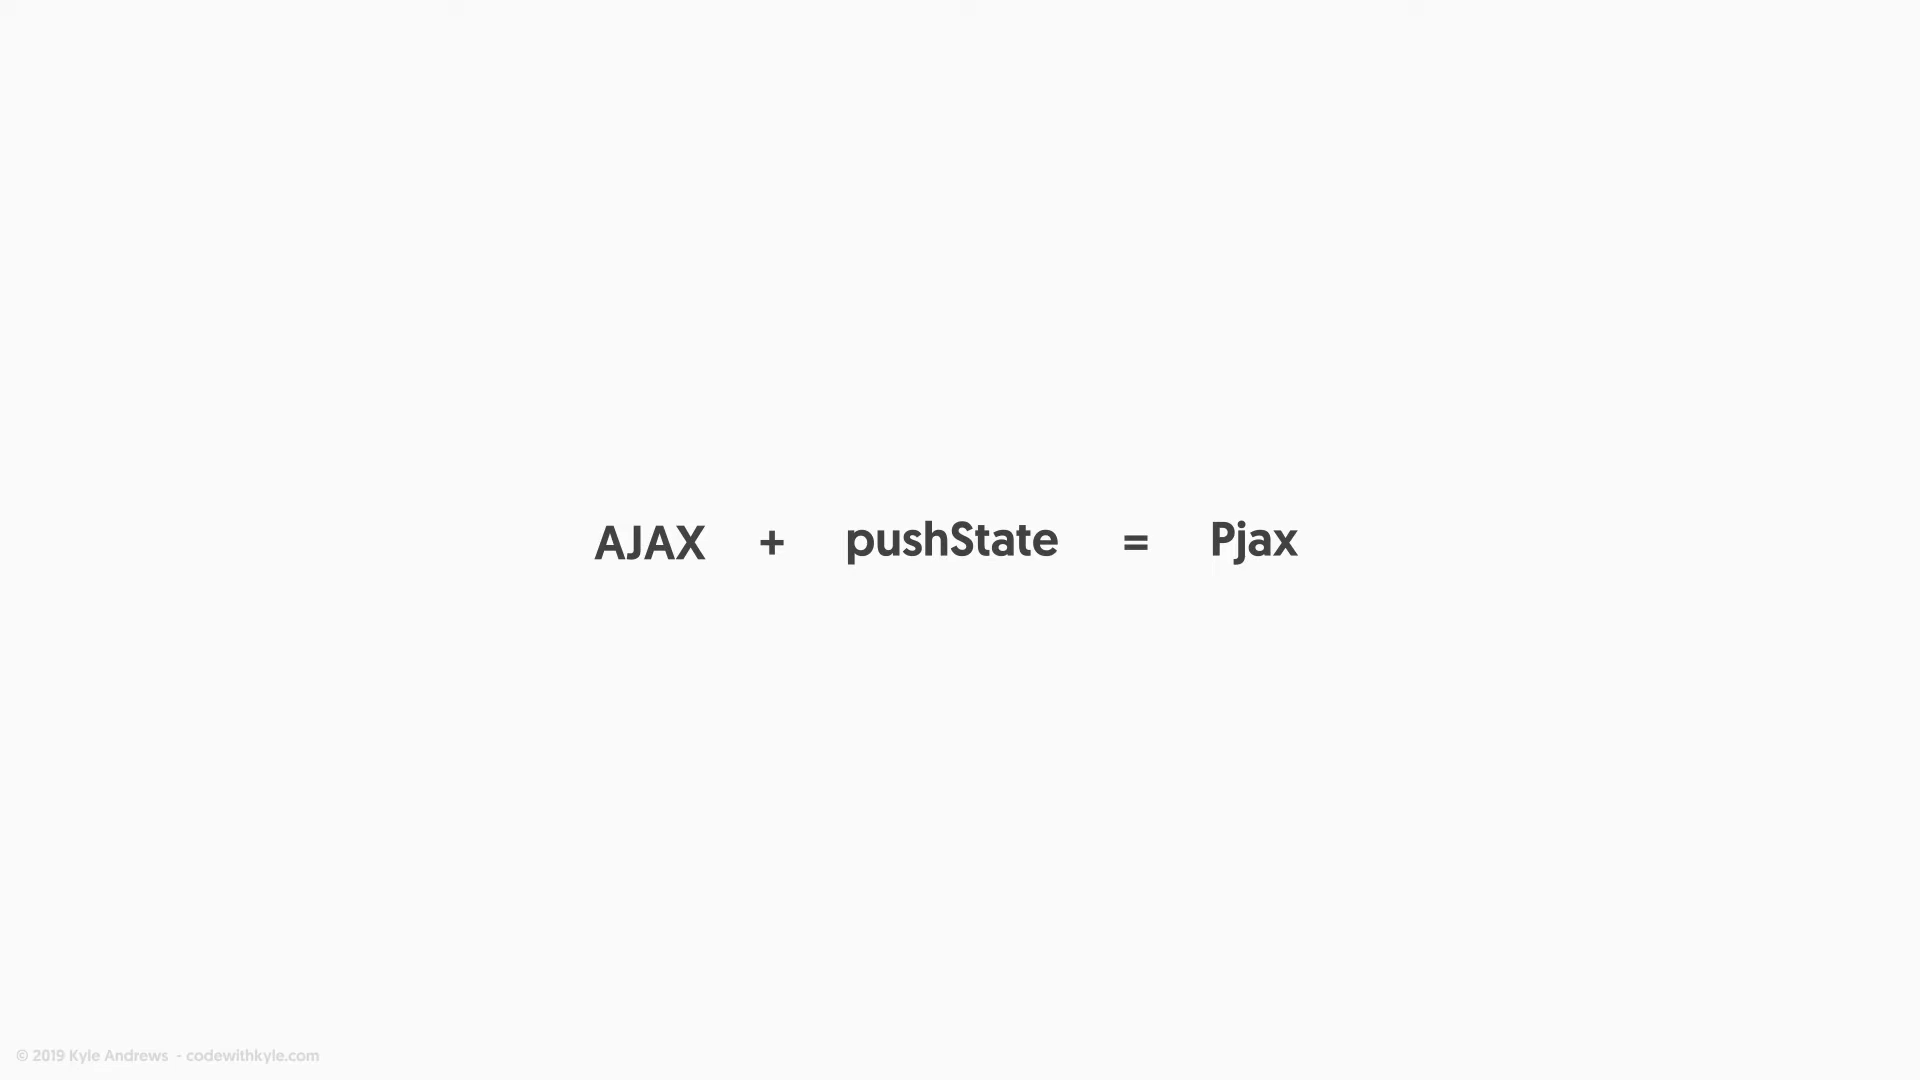 AJAX + pushState = Pjax
© 2019 Kyle Andrews - codewithkyle.com